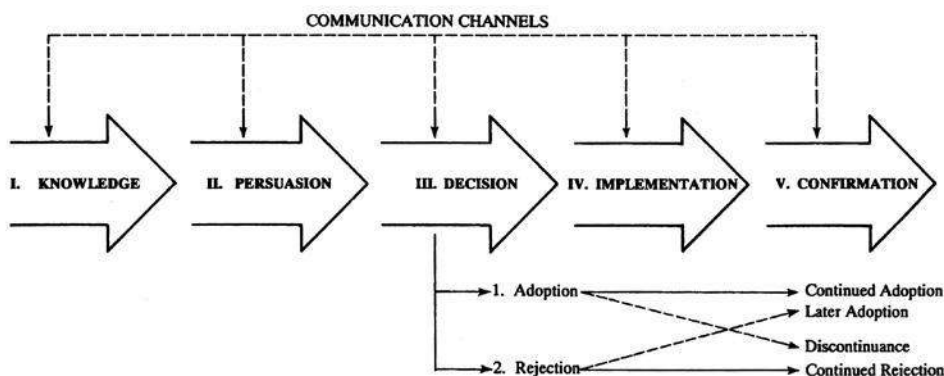 COMMUNICATION CHANNELS
I. KNOWLEDGE
II. PERSUASION
III. DECISION
IV. IMPLEMENTATION
V. CONFIRMATION
1. Adoption
Continued Adoption
Later Adoption
Discontinuance
2. Rejection
Continued Rejection